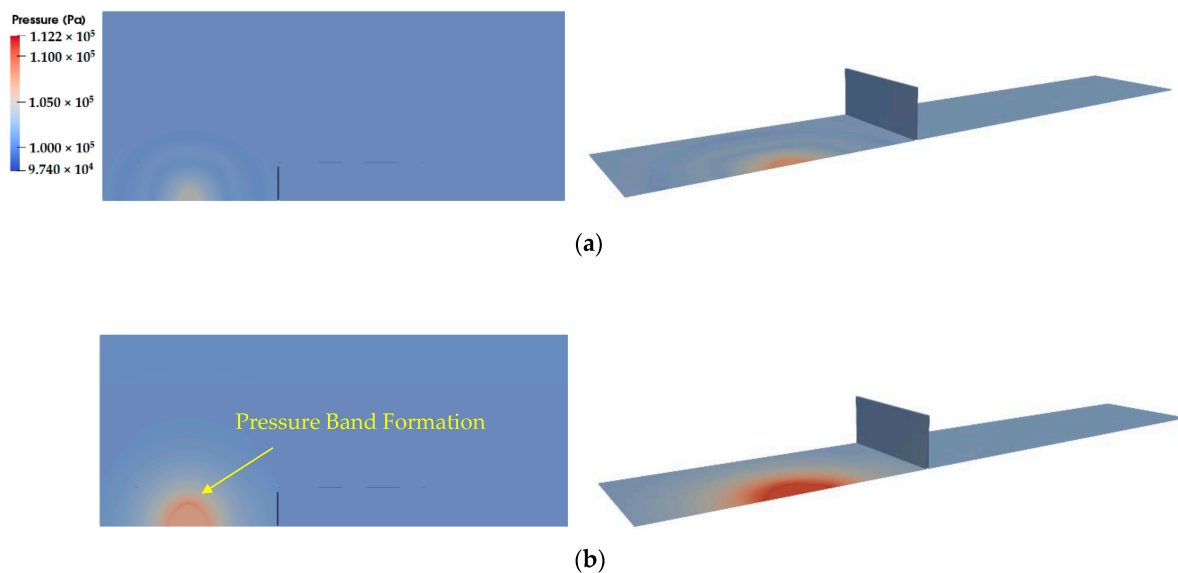 Pressure (Pa)
1.122 × 10⁵
1.100 × 10⁵
1.050 × 10⁵
1.000 × 10⁵
9.740 × 10⁴
(a)
Pressure Band Formation
(b)